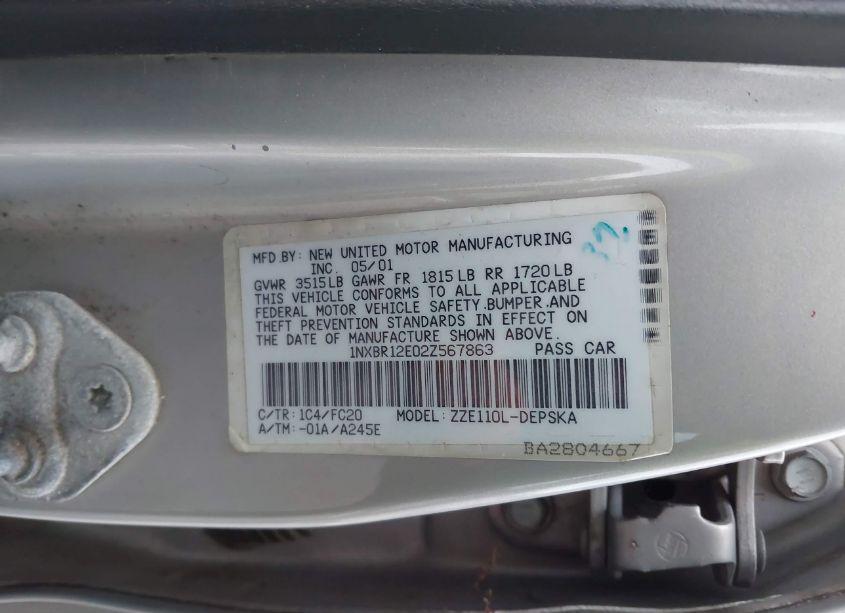 MFD.BY: NEW UNITED MOTOR MANUFACTURING
INC. 05/01
GVWR 3515LB GAWR FR 1815LB RR 1720LB
THIS VEHICLE CONFORMS TO ALL APPLICABLE
FEDERAL MOTOR VEHICLE SAFETY.BUMPER.AND
THEFT PREVENTION STANDARDS IN EFFECT ON
THE DATE OF MANUFACTURE SHOWN ABOVE.
1NXBR12E02Z567863 PASS CAR
C/TR:1C4/FC20 MODEL:ZZE110L-DEPSKA
A/TM:-01A/A245E
BA2804667